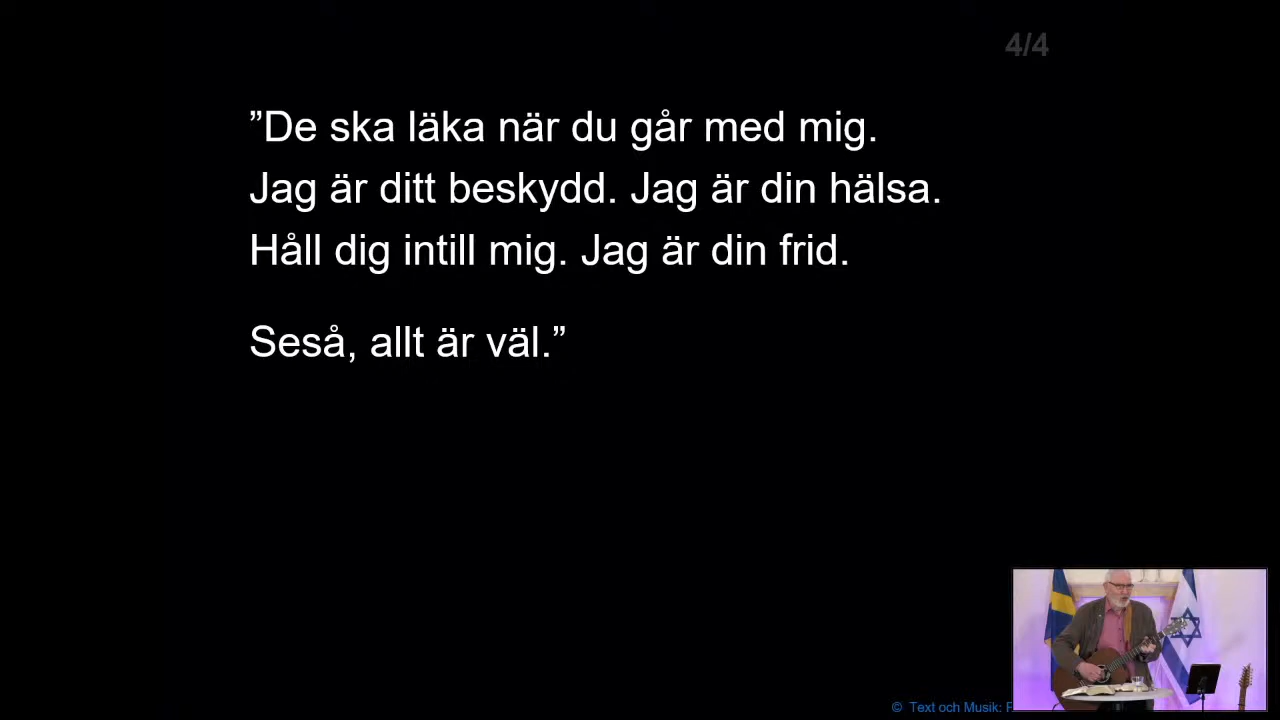 4/4
”De ska läka när du går med mig.
Jag är ditt beskydd. Jag är din hälsa.
Håll dig intill mig. Jag är din frid.
Seså, allt är väl.”
© Text och Musik: